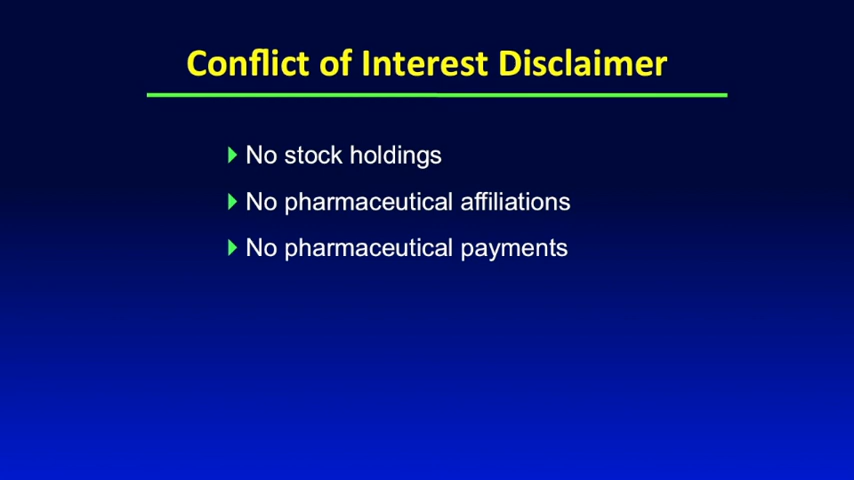 Conflict of Interest Disclaimer
No stock holdings
No pharmaceutical affiliations
No pharmaceutical payments